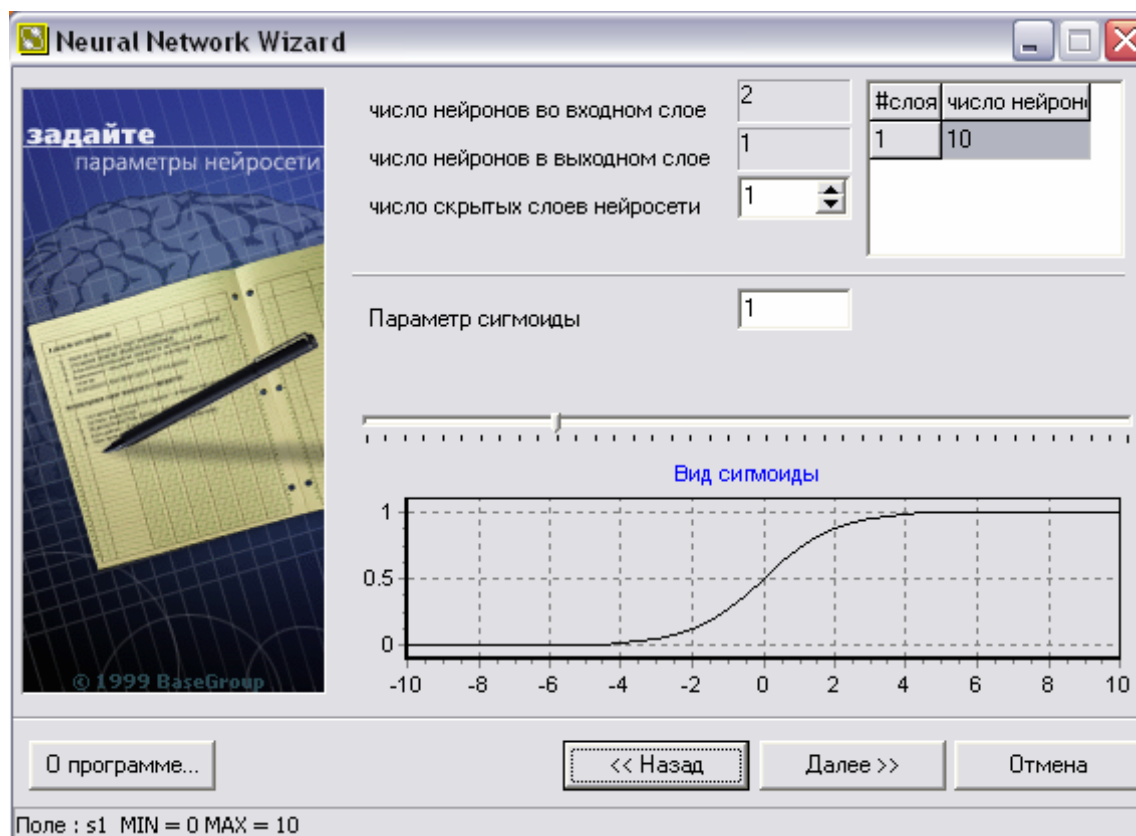 Neural Network Wizard
задайте
параметры нейросети
© 1999 BaseGroup
число нейронов во входном слое 2
число нейронов в выходном слое 1
число скрытых слоев нейросети 1
#слоя число нейрон
1 10
Параметр сигмоиды 1
Вид сигмоиды
1
0.5
0
-10 -8 -6 -4 -2 0 2 4 6 8 10
О программе... << Назад Далее >> Отмена
Поле : s1 MIN = 0 MAX = 10